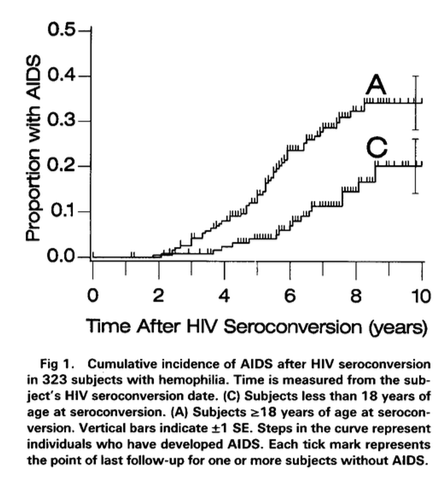 0.5
0.4
0.3
0.2
0.1
0.0
Proportion with AIDS
A
C
0
2
4
6
8
10
Time After HIV Seroconversion (years)
Fig 1. Cumulative incidence of AIDS after HIV seroconversion
in 323 subjects with hemophilia. Time is measured from the sub-
ject's HIV seroconversion date. (C) Subjects less than 18 years of
age at seroconversion. (A) Subjects ≥18 years of age at serocon-
version. Vertical bars indicate ±1 SE. Steps in the curve represent
individuals who have developed AIDS. Each tick mark represents
the point of last follow-up for one or more subjects without AIDS.